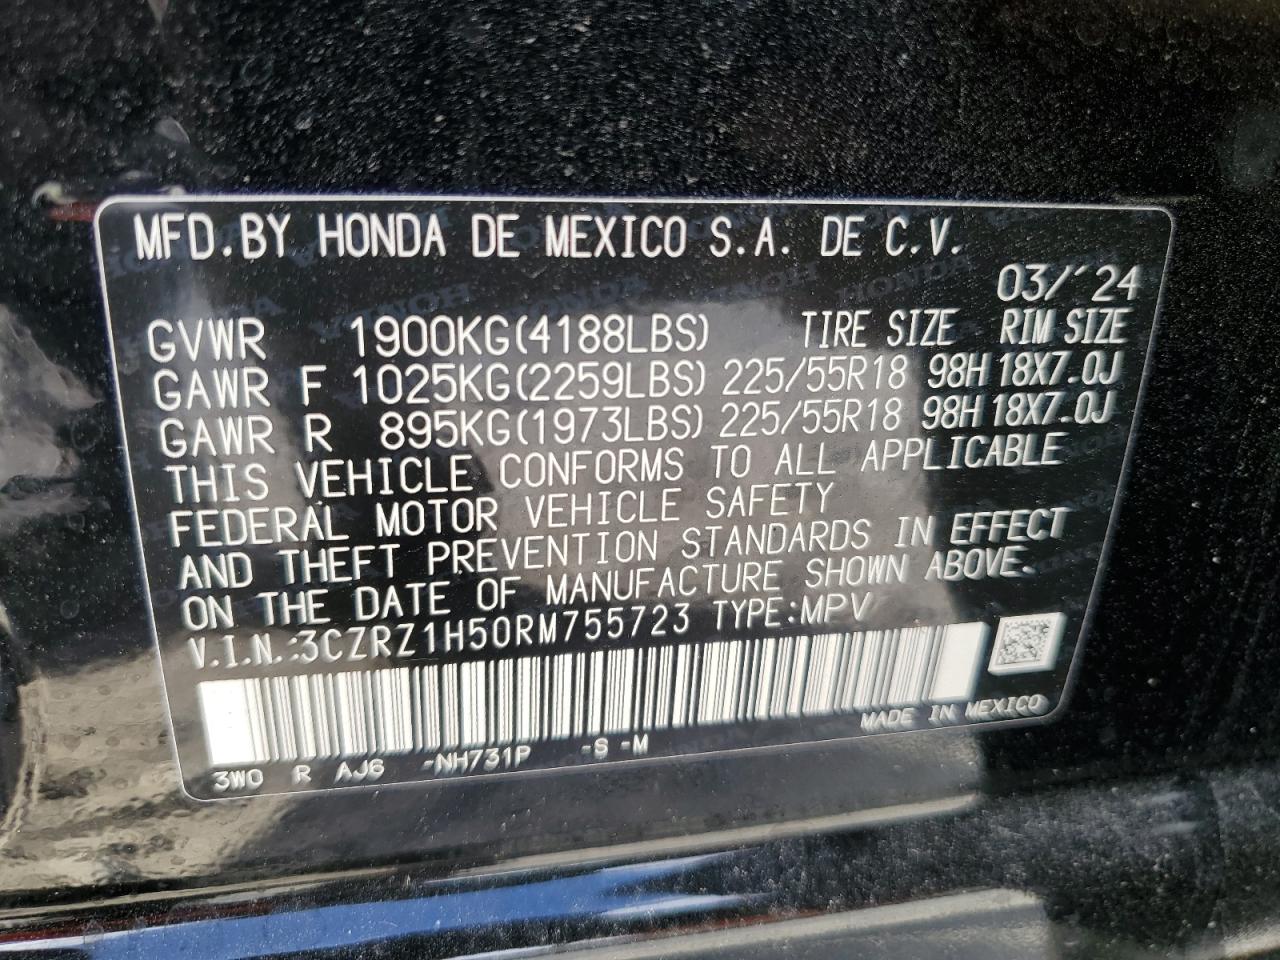 MFD.BY HONDA DE MEXICO S.A. DE C.V.
03/´24
GVWR 1900KG(4188LBS) TIRE SIZE RIM SIZE
GAWR F 1025KG(2259LBS) 225/55R18 98H 18X7.0J
GAWR R 895KG(1973LBS) 225/55R18 98H 18X7.0J
THIS VEHICLE CONFORMS TO ALL APPLICABLE
FEDERAL MOTOR VEHICLE SAFETY
AND THEFT PREVENTION STANDARDS IN EFFECT
ON THE DATE OF MANUFACTURE SHOWN ABOVE.
V.I.N.:3CZRZ1H50RM755723 TYPE:MPV
MADE IN MEXICO
3W0 R AJ6 -NH731P -S -M